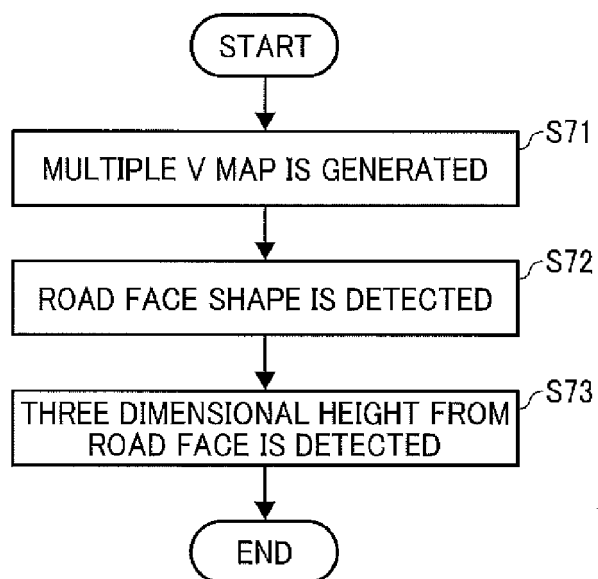 START
S71
MULTIPLE V MAP IS GENERATED
S72
ROAD FACE SHAPE IS DETECTED
S73
THREE DIMENSIONAL HEIGHT FROM
ROAD FACE IS DETECTED
END